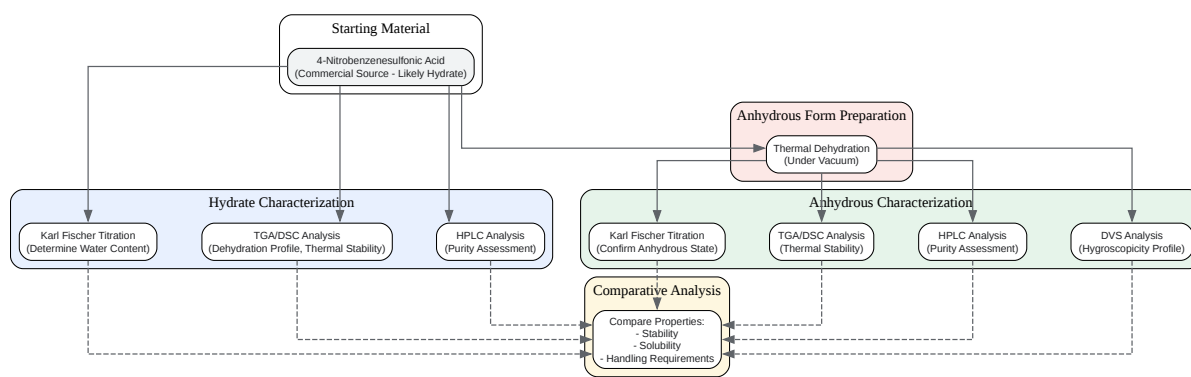 Starting Material
4-Nitrobenzenesulfonic Acid
(Commercial Source - Likely Hydrate)
Anhydrous Form Preparation
Thermal Dehydration
(Under Vacuum)
Hydrate Characterization
Karl Fischer Titration
(Determine Water Content)
TGA/DSC Analysis
(Dehydration Profile, Thermal Stability)
HPLC Analysis
(Purity Assessment)
Anhydrous Characterization
Karl Fischer Titration
(Confirm Anhydrous State)
TGA/DSC Analysis
(Thermal Stability)
HPLC Analysis
(Purity Assessment)
DVS Analysis
(Hygroscopicity Profile)
Comparative Analysis
Compare Properties:
- Stability
- Solubility
- Handling Requirements